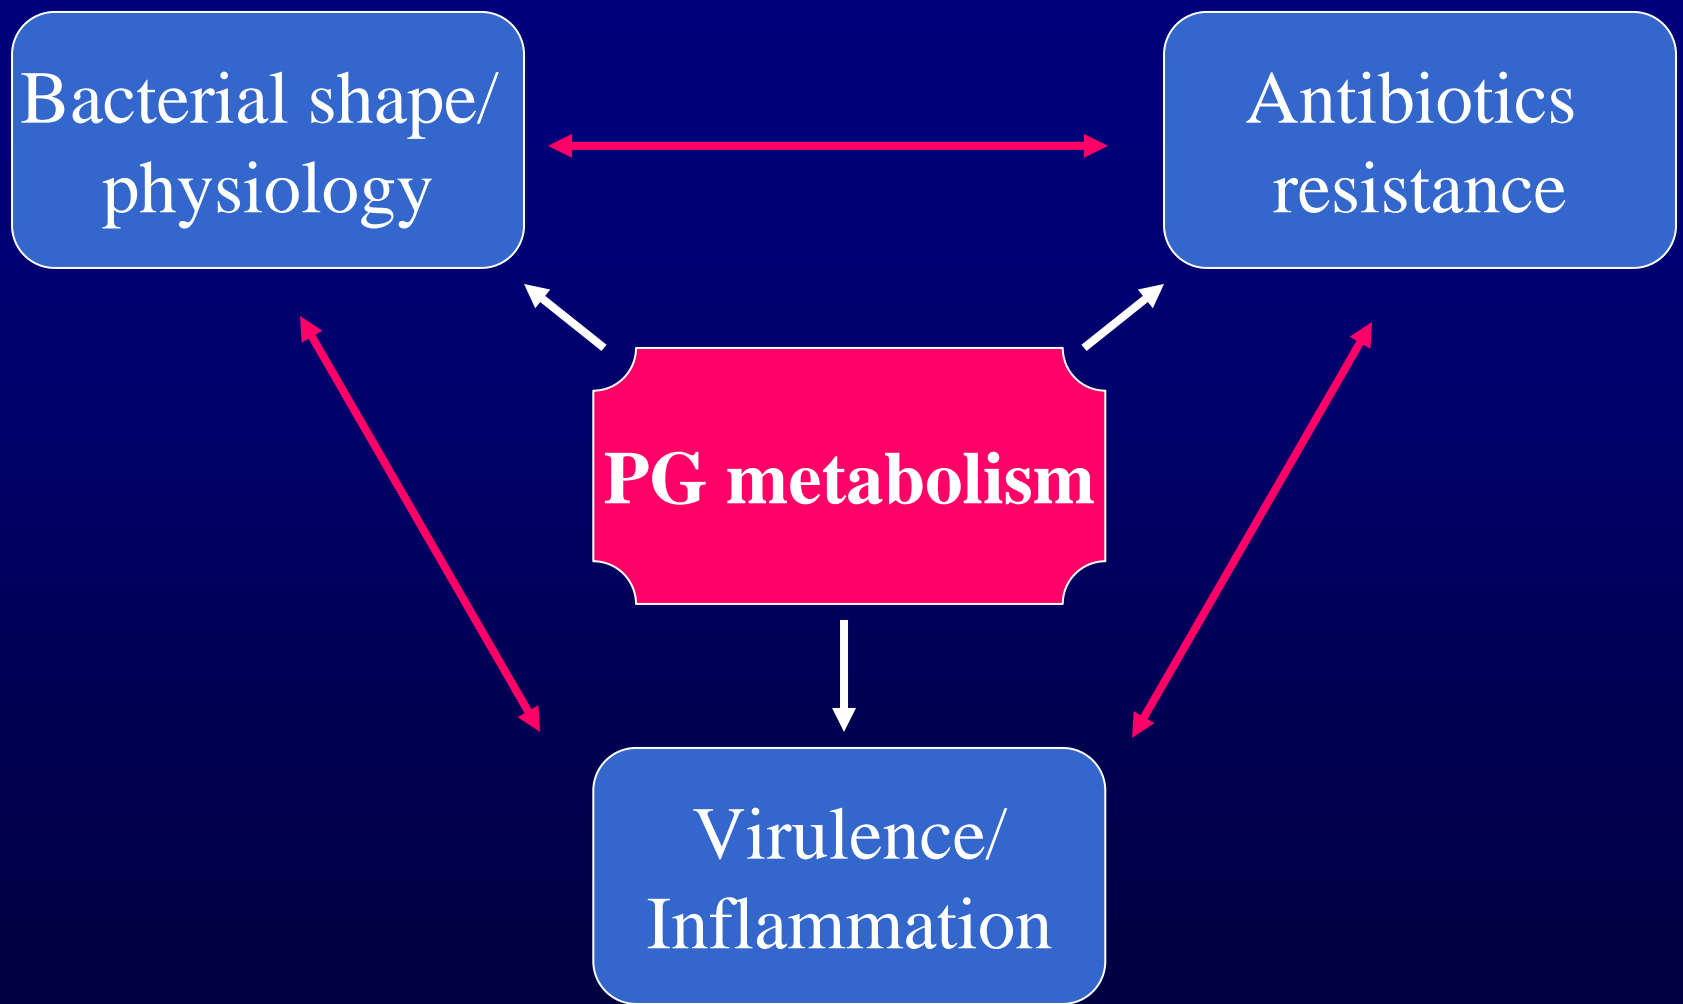 Bacterial shape/
physiology
Antibiotics
resistance
PG metabolism
Virulence/
Inflammation